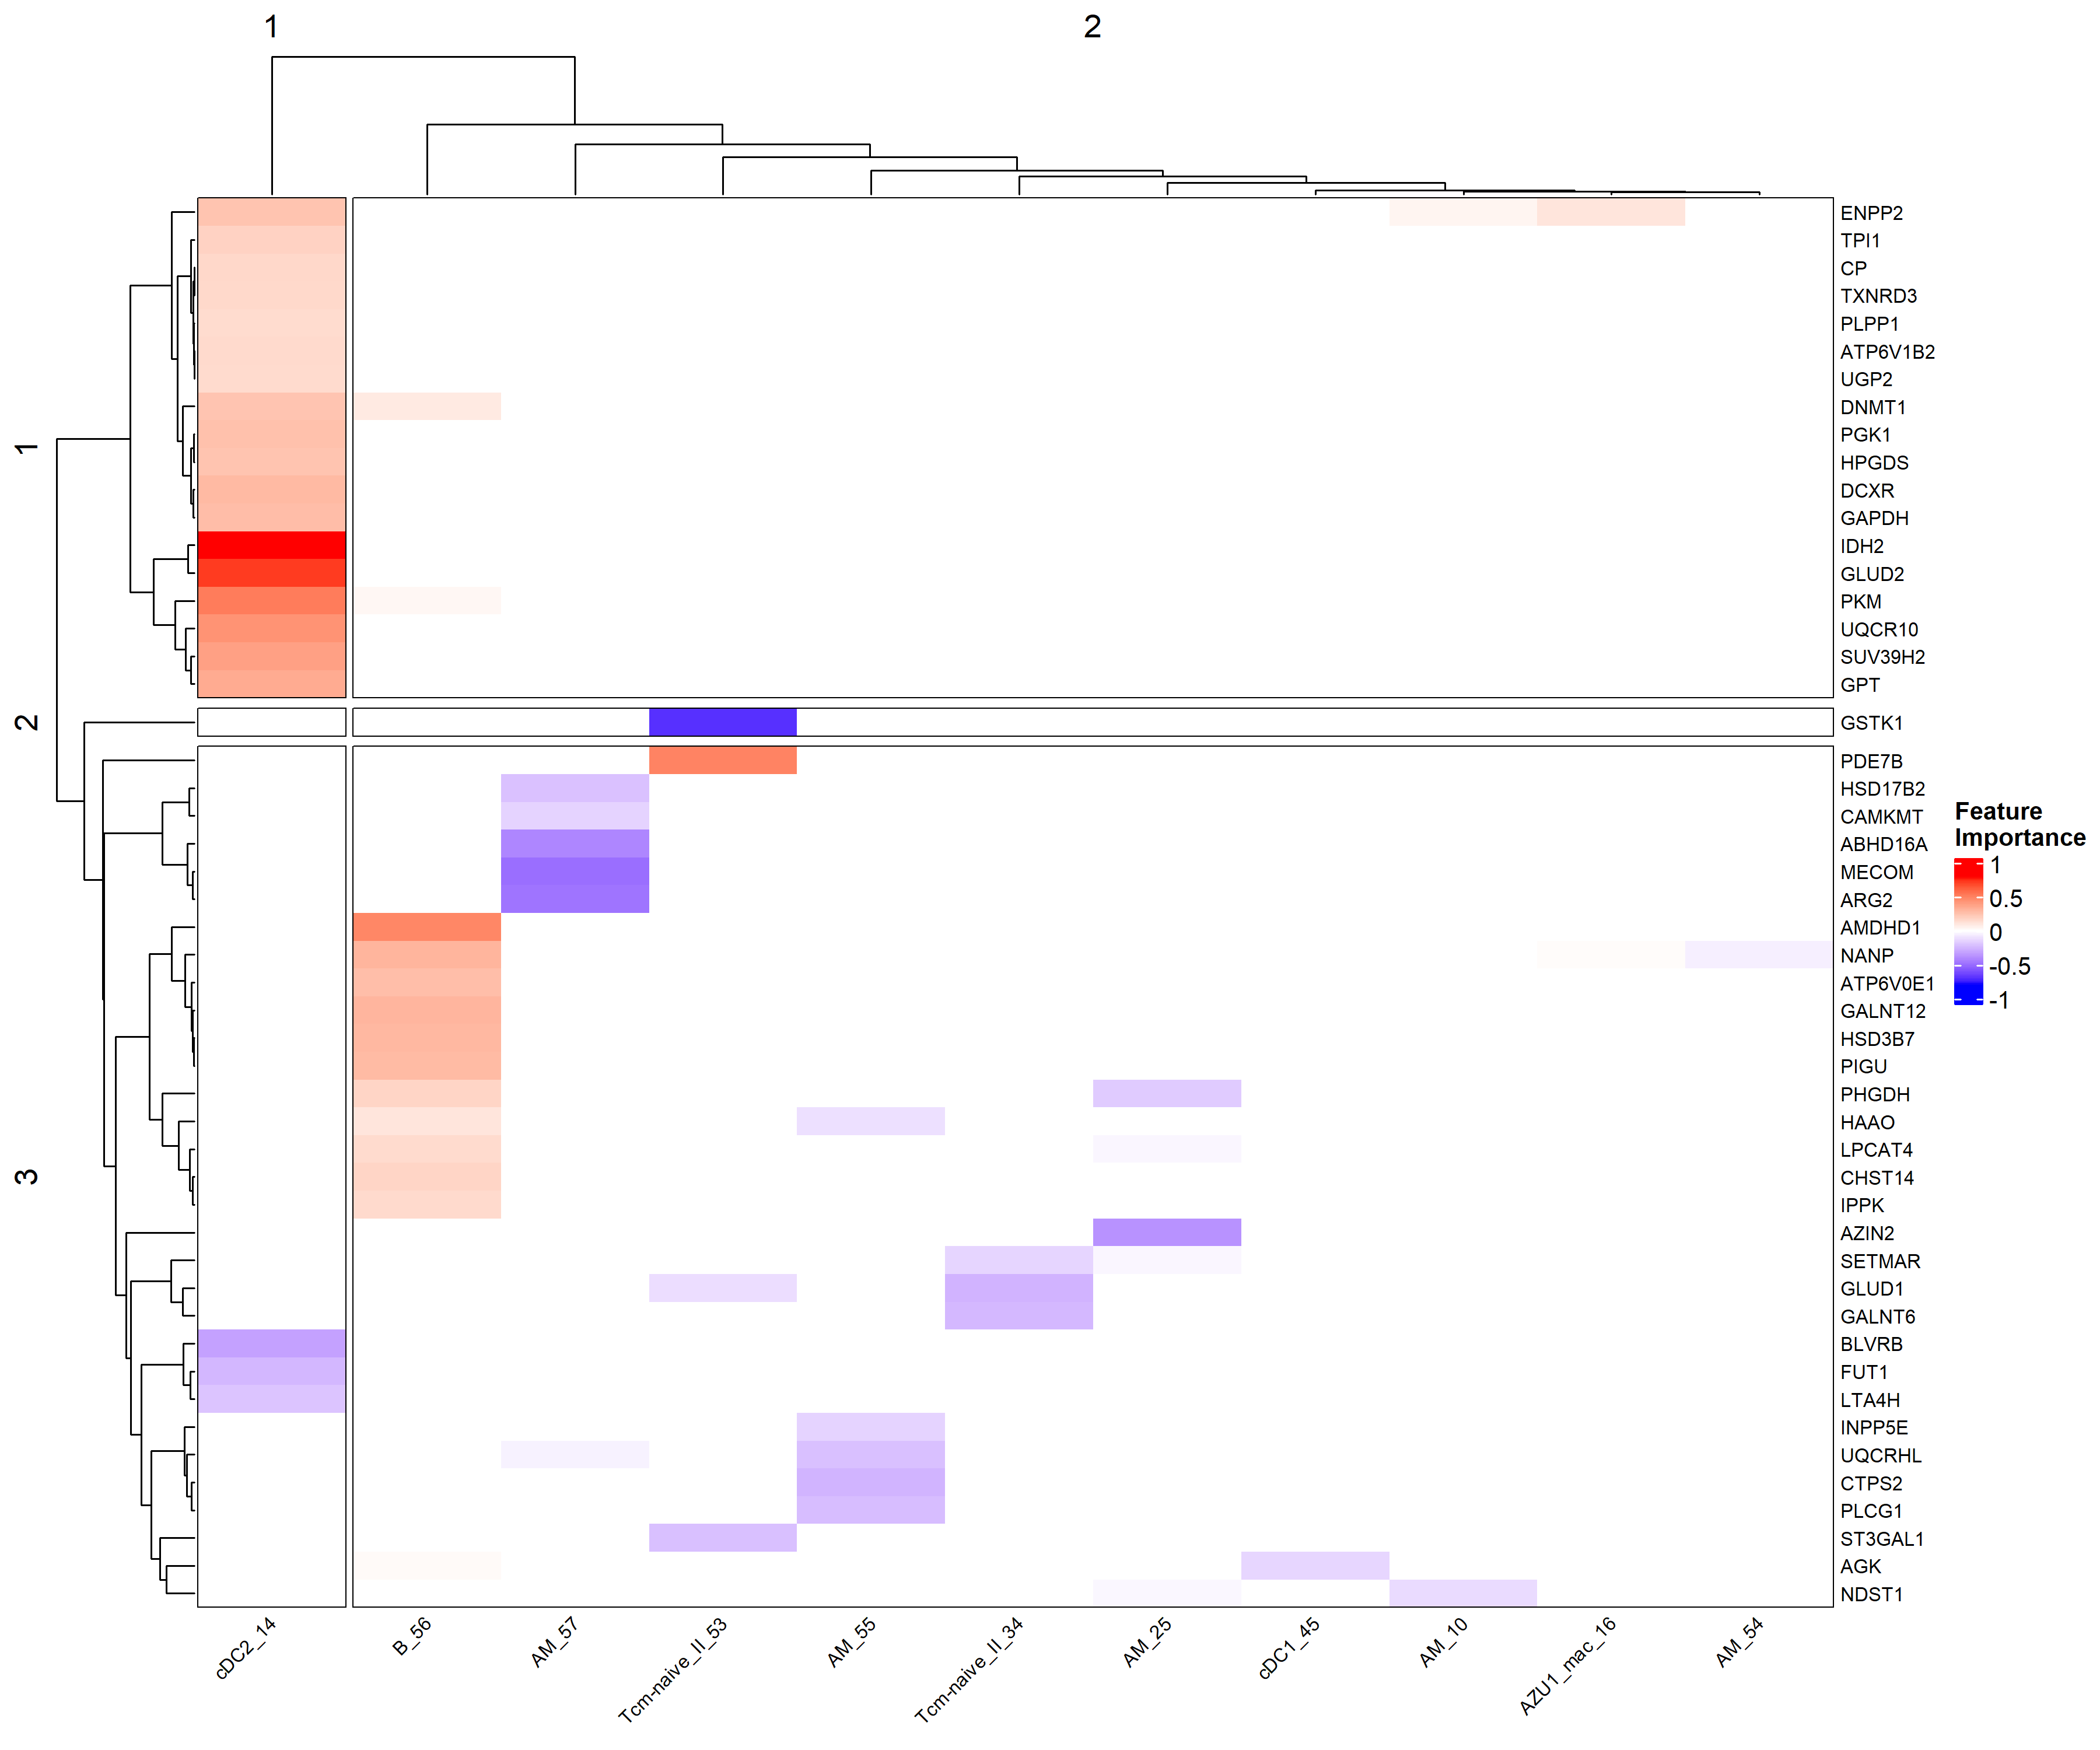 1
2
1
2
3
ENPP2
TPI1
CP
TXNRD3
PLPP1
ATP6V1B2
UGP2
DNMT1
PGK1
HPGDS
DCXR
GAPDH
IDH2
GLUD2
PKM
UQCR10
SUV39H2
GPT
GSTK1
PDE7B
HSD17B2
CAMKMT
ABHD16A
MECOM
ARG2
AMDHD1
NANP
ATP6V0E1
GALNT12
HSD3B7
PIGU
PHGDH
HAAO
LPCAT4
CHST14
IPPK
AZIN2
SETMAR
GLUD1
GALNT6
BLVRB
FUT1
LTA4H
INPP5E
UQCRHL
CTPS2
PLCG1
ST3GAL1
AGK
NDST1
Feature
Importance
1
0.5
0
-0.5
-1
cDC2_14
B_56
AM_57
Tcm-naive_II_53
AM_55
Tcm-naive_II_34
AM_25
cDC1_45
AM_10
AZU1_mac_16
AM_54